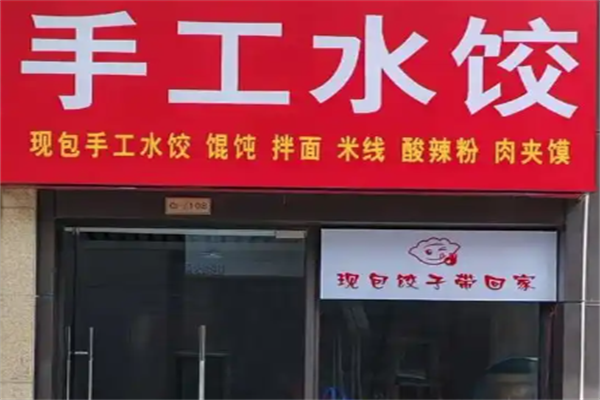 手工水饺
现包手工水饺 馄饨 拌面 米线 酸辣粉 肉夹馍
现包饺子带回家